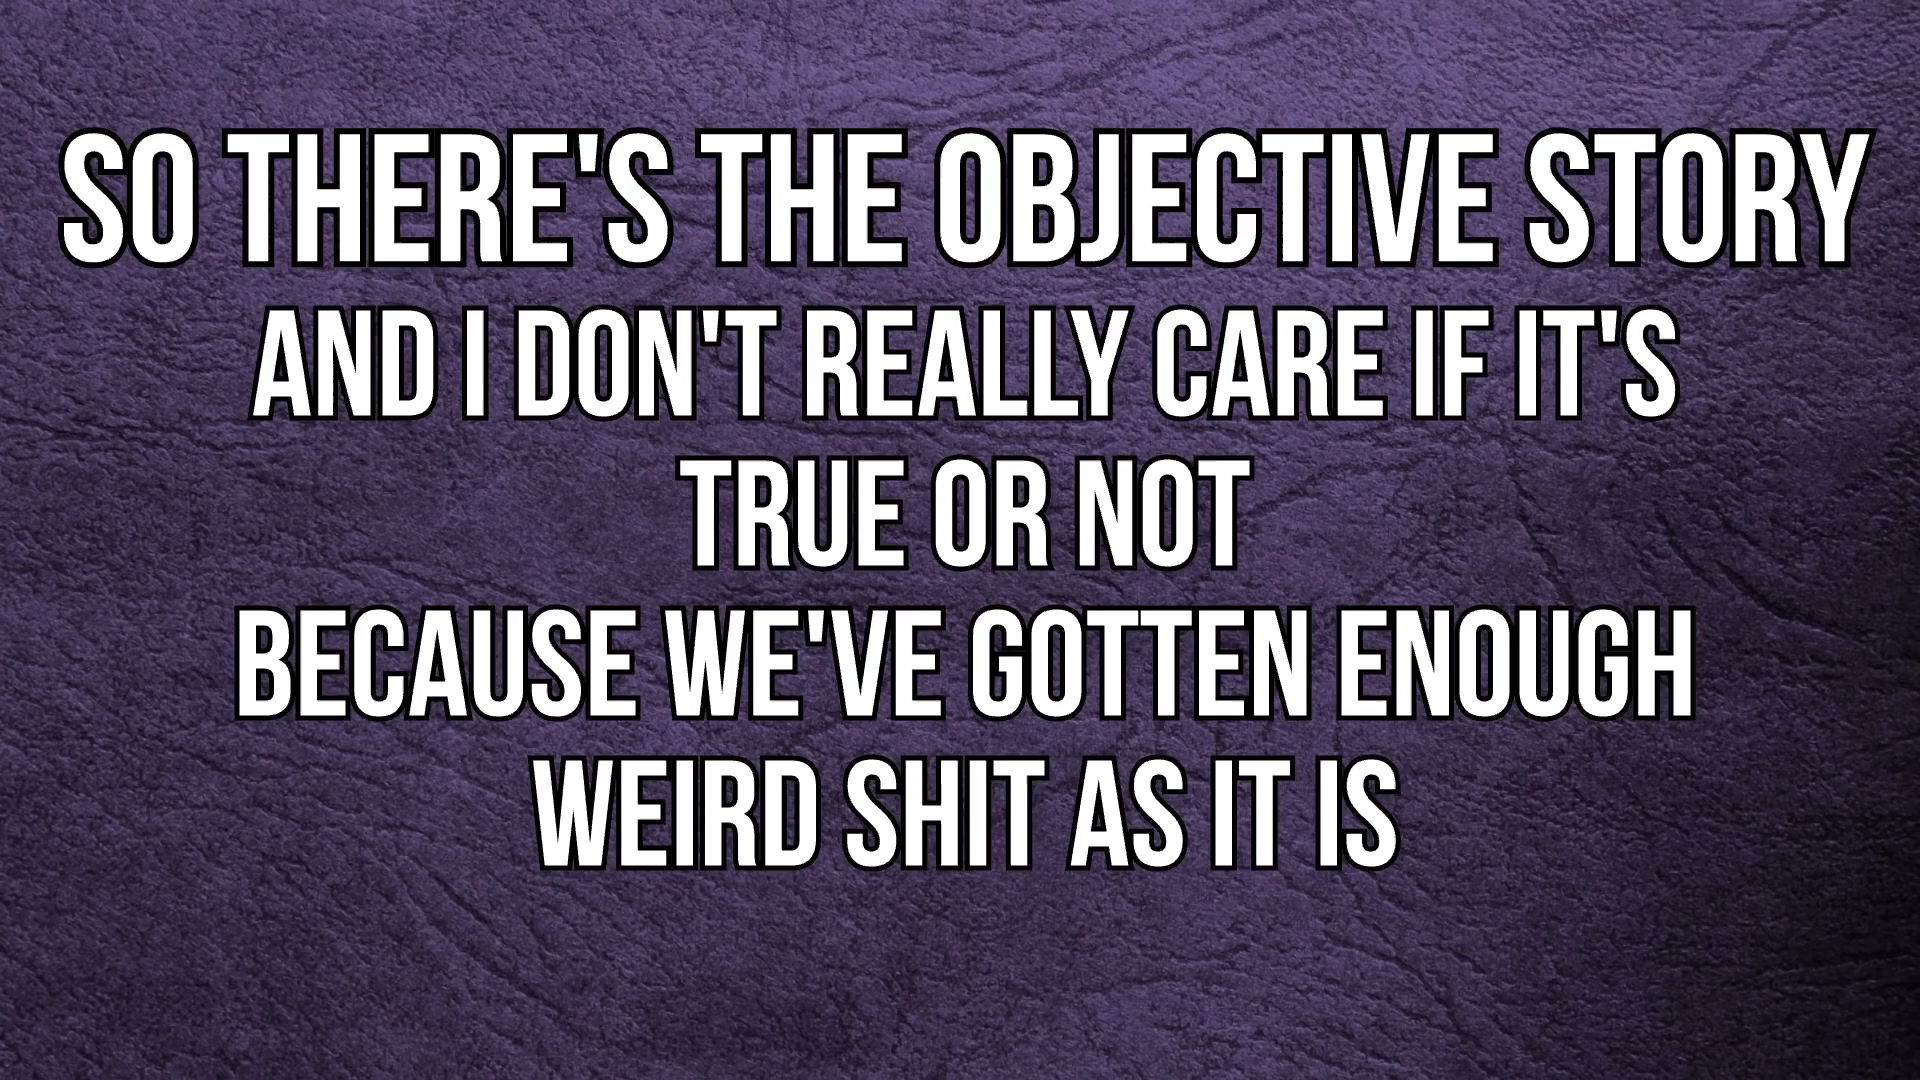 SO THERE'S THE OBJECTIVE STORY
AND I DON'T REALLY CARE IF IT'S
TRUE OR NOT
BECAUSE WE'VE GOTTEN ENOUGH
WEIRD SHIT AS IT IS